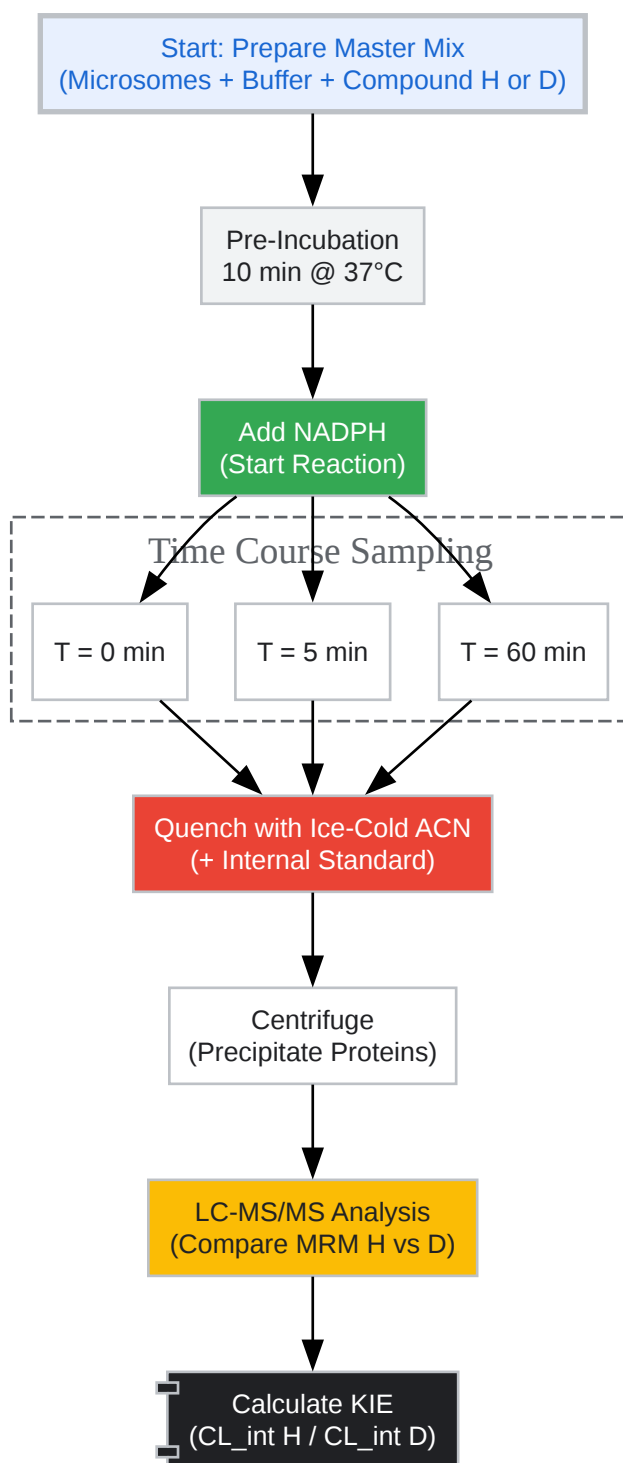 Start: Prepare Master Mix
(Microsomes + Buffer + Compound H or D)
Pre-Incubation
10 min @ 37°C
Add NADPH
(Start Reaction)
Time Course Sampling
T = 0 min
T = 5 min
T = 60 min
Quench with Ice-Cold ACN
(+ Internal Standard)
Centrifuge
(Precipitate Proteins)
LC-MS/MS Analysis
(Compare MRM H vs D)
Calculate KIE
(CL_int H / CL_int D)